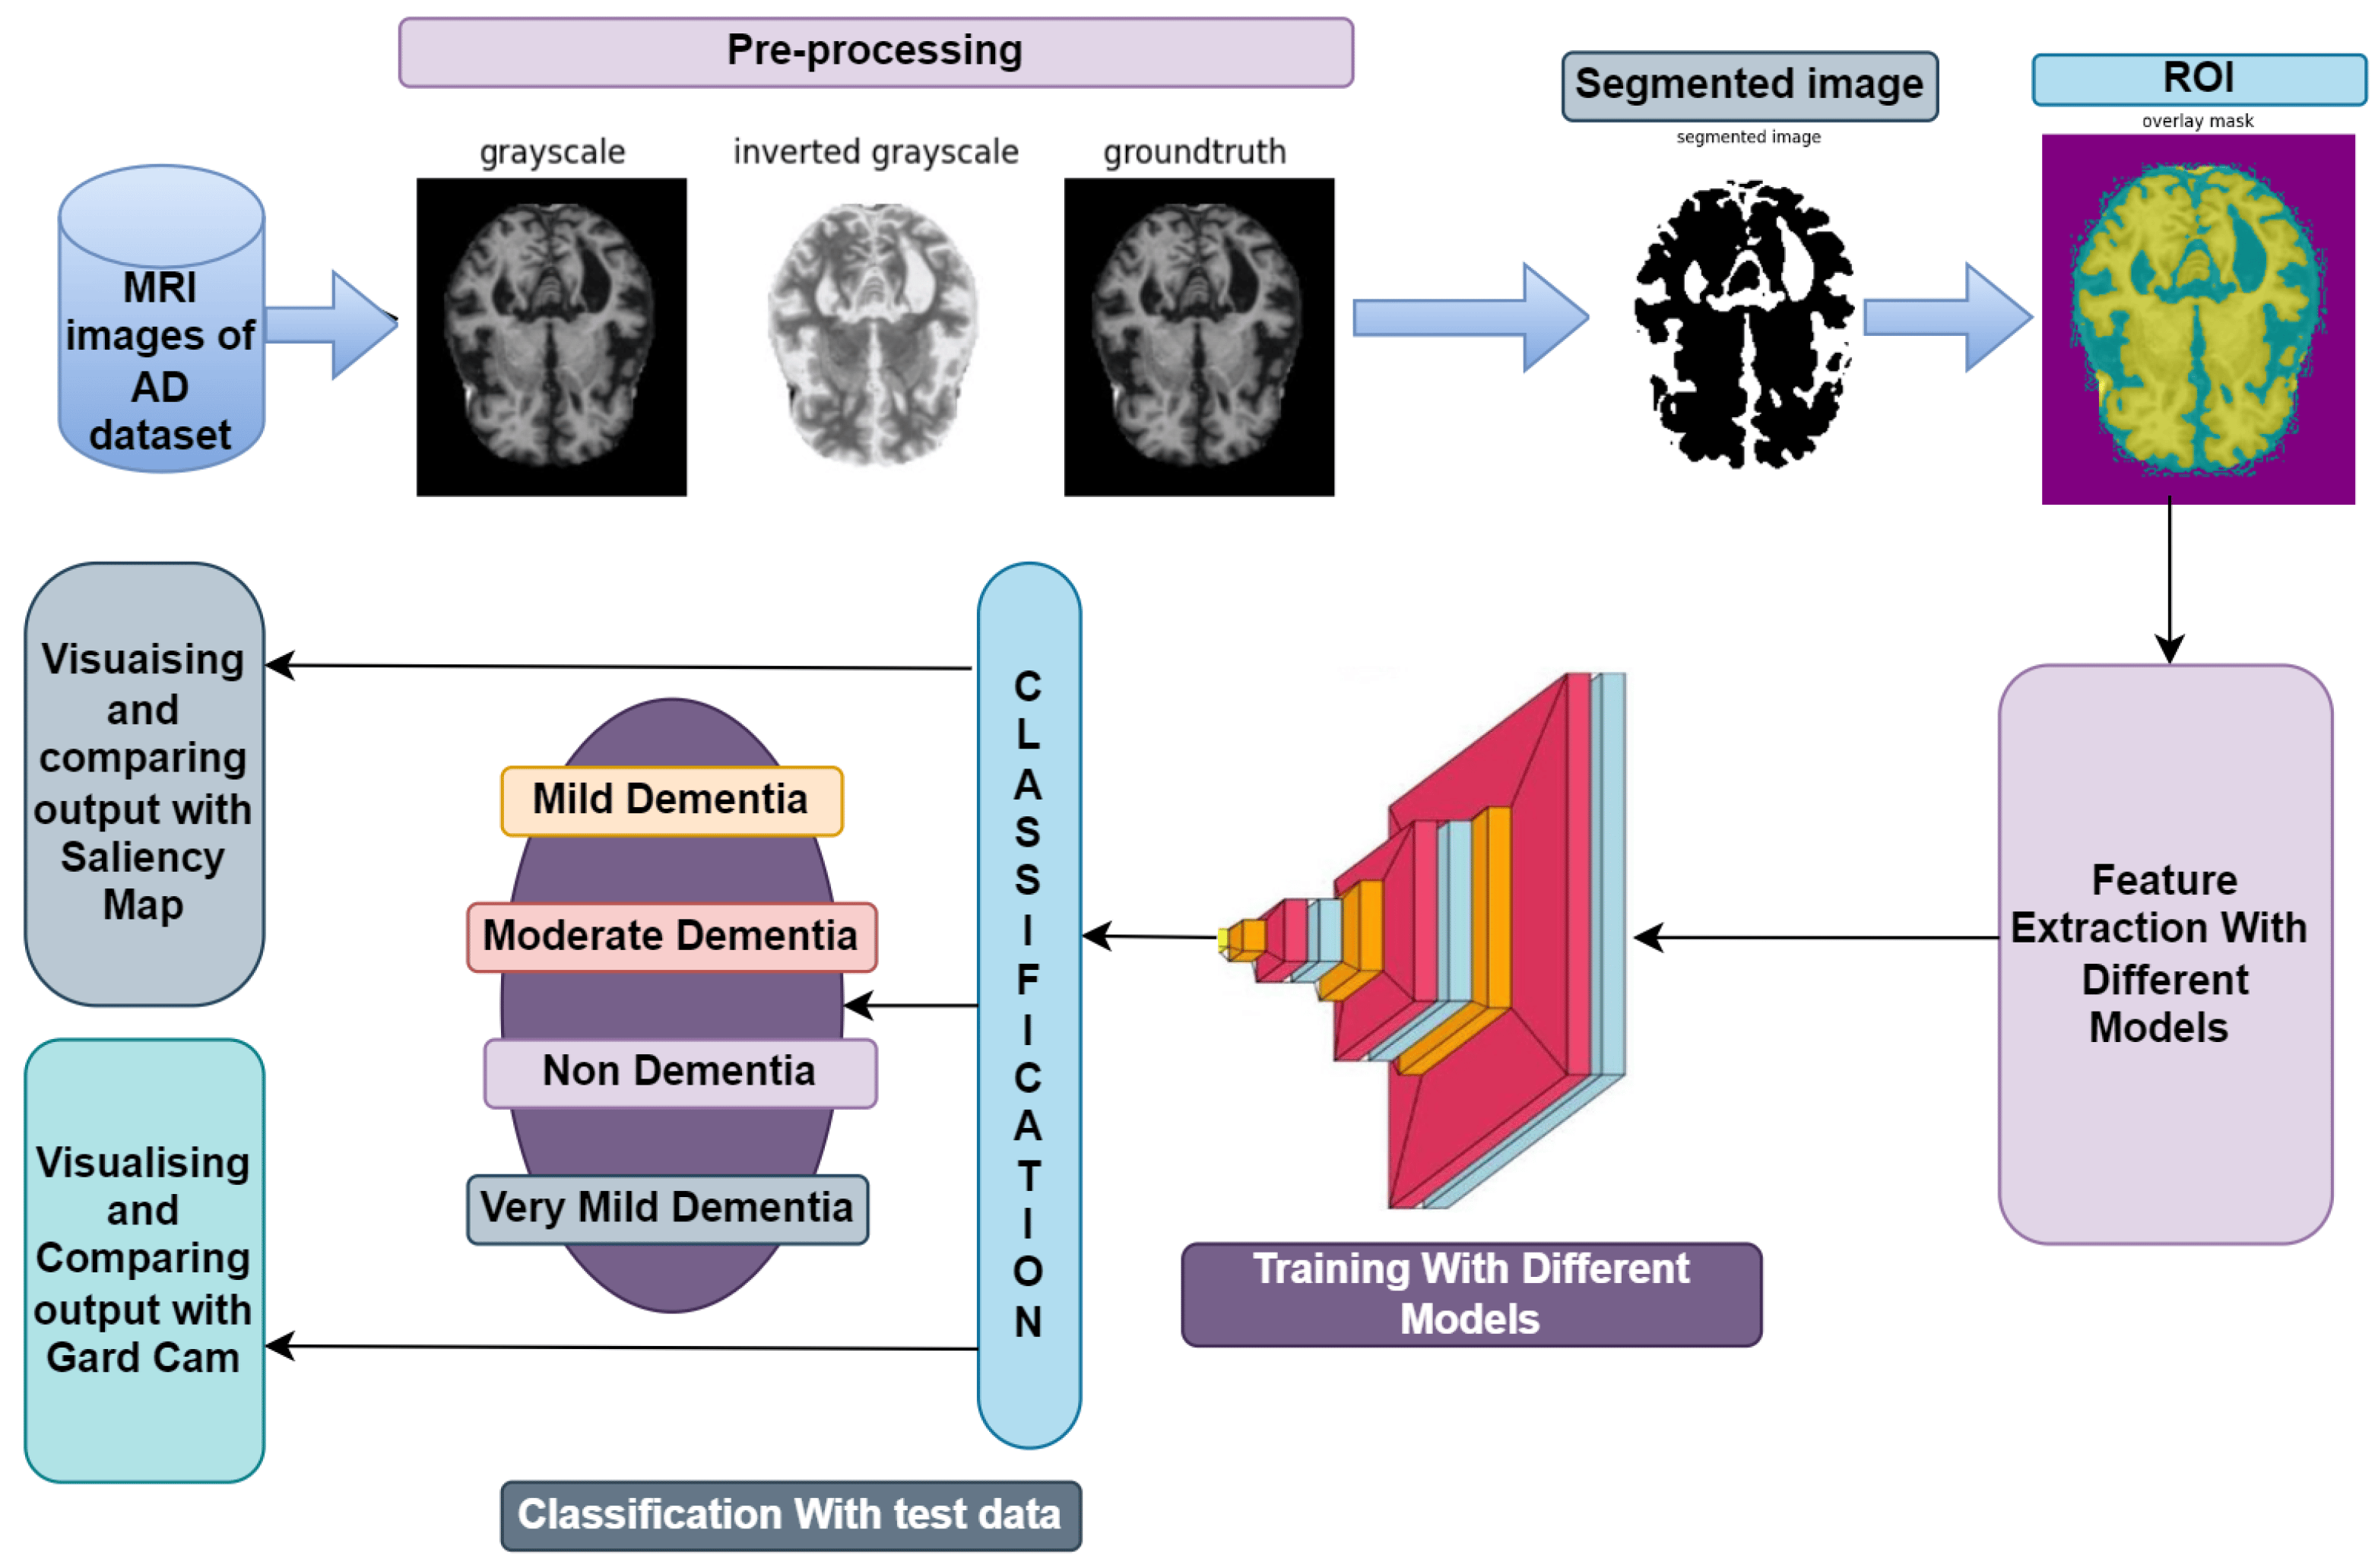 Pre-processing
Segmented image
ROI
grayscale
inverted grayscale
groundtruth
segmented image
overlay mask
MRI
images of
AD
dataset
Visuaising
and
comparing
output with
Saliency
Map
Mild Dementia
Moderate Dementia
Non Dementia
Very Mild Dementia
C
L
A
S
S
I
F
I
C
A
T
I
O
N
Feature
Extraction With
Different
Models
Visualising
and
Comparing
output with
Gard Cam
Training With Different
Models
Classification With test data